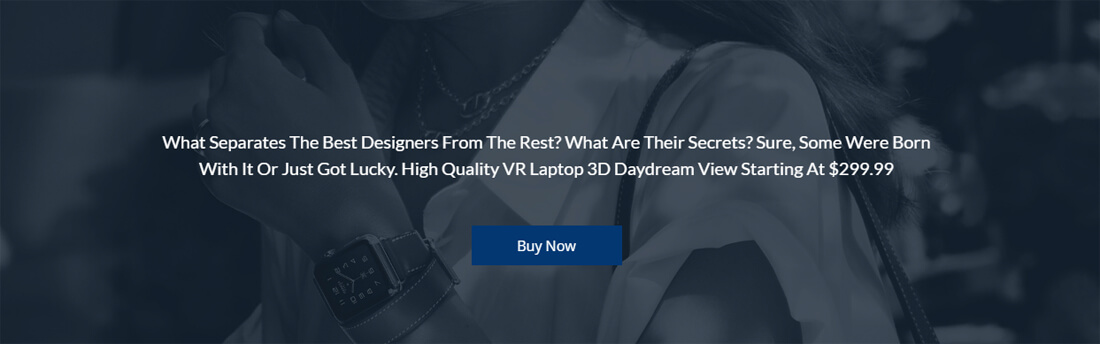 What Separates The Best Designers From The Rest? What Are Their Secrets? Sure, Some Were Born
With It Or Just Got Lucky. High Quality VR Laptop 3D Daydream View Starting At $299.99
Buy Now